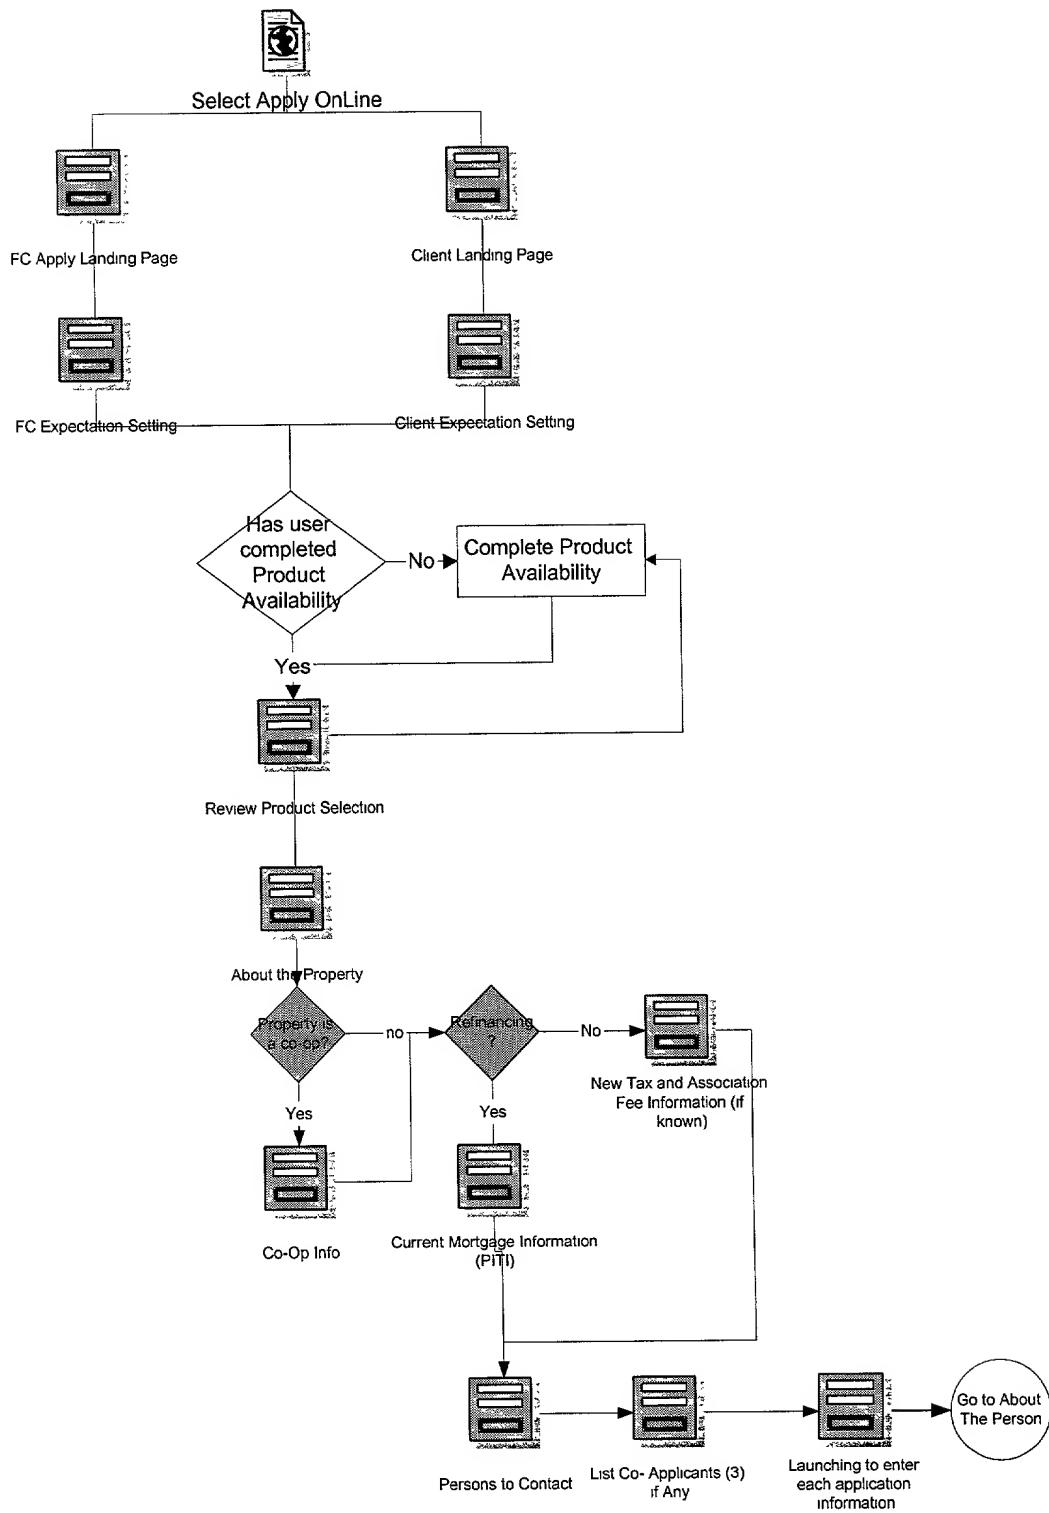 Select Apply OnLine
FC Apply Landing Page
Client Landing Page
FC Expectation Setting
Client Expectation Setting
Has user
completed
Product
Availability
No
Complete Product
Availability
Yes
Review Product Selection
About the Property
Property is
a co-op?
no
Refinancing
?
No
New Tax and Association
Fee Information (if
known)
Yes
Yes
Co-Op Info
Current Mortgage Information
(PITI)
Go to About
The Person
Persons to Contact
List Co- Applicants (3)
if Any
Launching to enter
each application
information